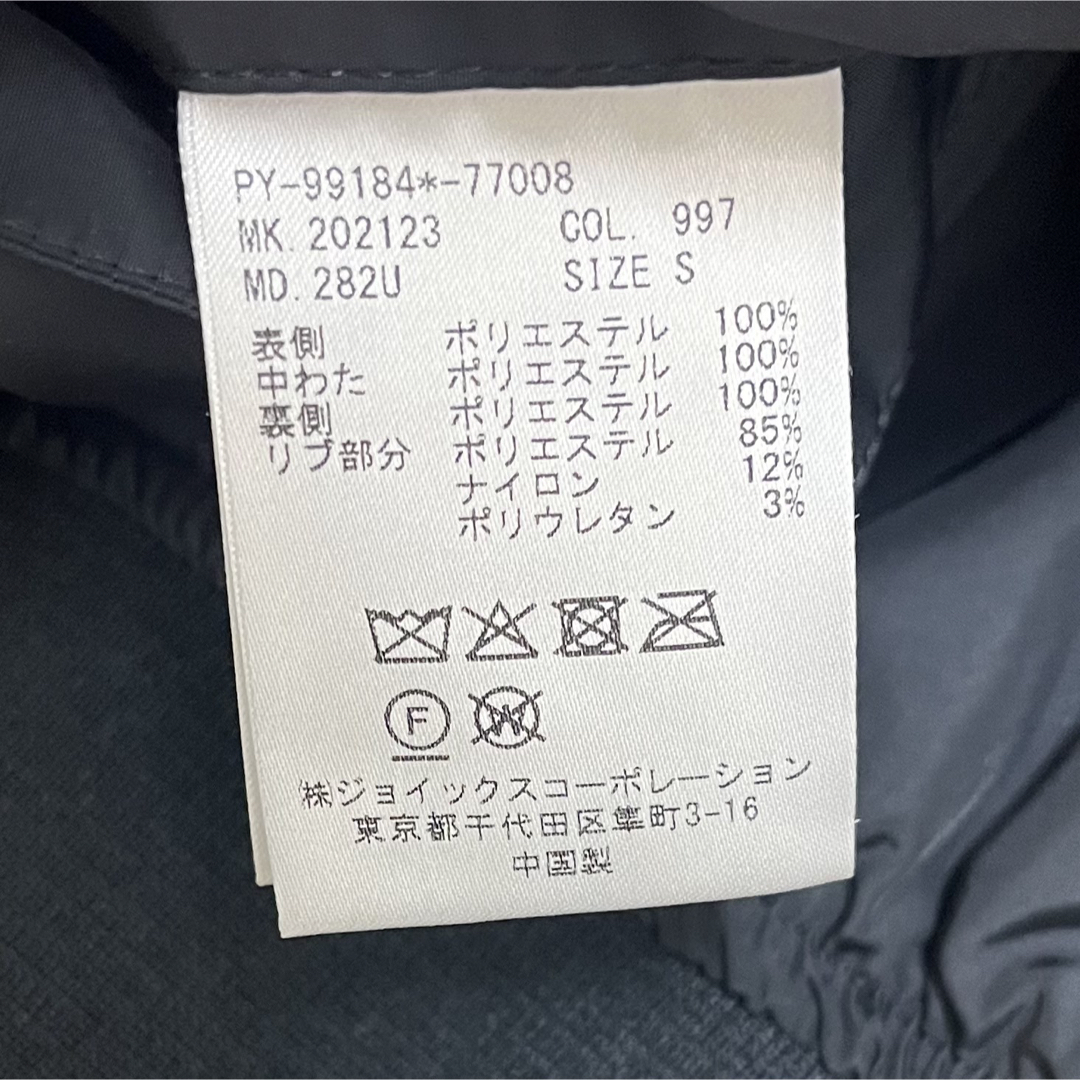 PY-99184*-77008
MK. 202123 COL. 997
MD. 282U SIZE S
表側 ポリエステル 100%
中わた ポリエステル 100%
裏側 ポリエステル 100%
リブ部分 ポリエステル 85%
ナイロン 12%
ポリウレタン 3%
F W
㈱ジョイックスコーポレーション
東京都千代田区隼町3-16
中国製